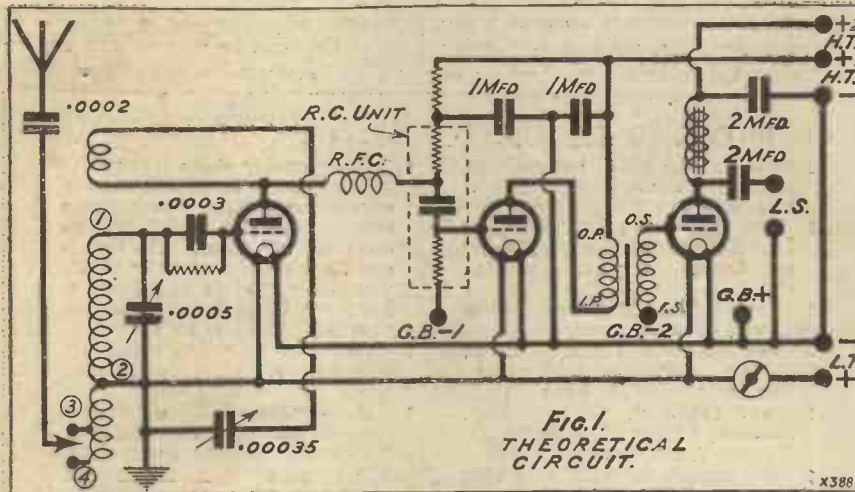 .0002
R.C. UNIT
R.F.C.
1MFD
1MFD
H.T.
H.T.
2MFD
2MFD
L.S.
.0003
①
.0005
②
③
④
.00035
G.B.-1
O.P.
I.P.
O.S.
F.S.
G.B.-2
G.B.+
L.T.
+
FIG.1.
THEORETICAL
CIRCUIT.
X388